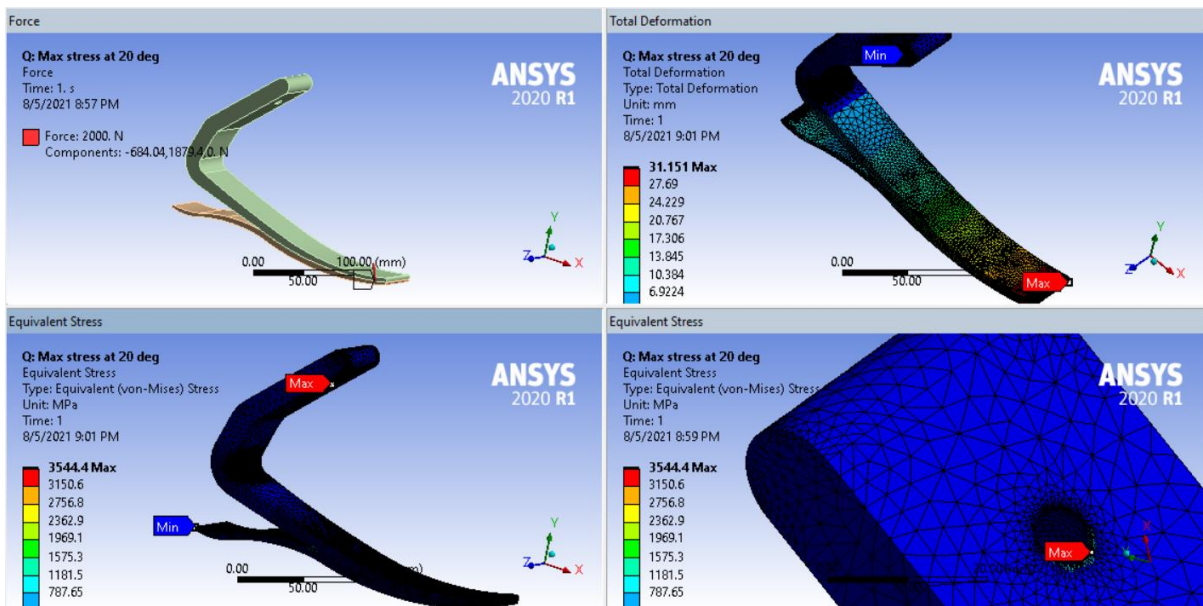 Force
Q: Max stress at 20 deg
Force
Time: 1. s
8/5/2021 8:57 PM
Force: 2000. N
Components: -684.04,1879.4,0. N
ANSYS
2020 R1
0.00
100.00 (mm)
50.00
Y
Z
X
Total Deformation
Q: Max stress at 20 deg
Total Deformation
Type: Total Deformation
Unit: mm
Time: 1
8/5/2021 9:01 PM
31.151 Max
27.69
24.229
20.767
17.306
13.845
10.384
6.9224
Min
ANSYS
2020 R1
0.00
50.00
Max
Y
Z
X
Equivalent Stress
Q: Max stress at 20 deg
Equivalent Stress
Type: Equivalent (von-Mises) Stress
Unit: MPa
Time: 1
8/5/2021 9:01 PM
3544.4 Max
3150.6
2756.8
2362.9
1969.1
1575.3
1181.5
787.65
Max
ANSYS
2020 R1
Min
0.00
50.00
Y
Z
X
Equivalent Stress
Q: Max stress at 20 deg
Equivalent Stress
Type: Equivalent (von-Mises) Stress
Unit: MPa
Time: 1
8/5/2021 8:59 PM
3544.4 Max
3150.6
2756.8
2362.9
1969.1
1575.3
1181.5
787.65
ANSYS
2020 R1
Max
X
Y